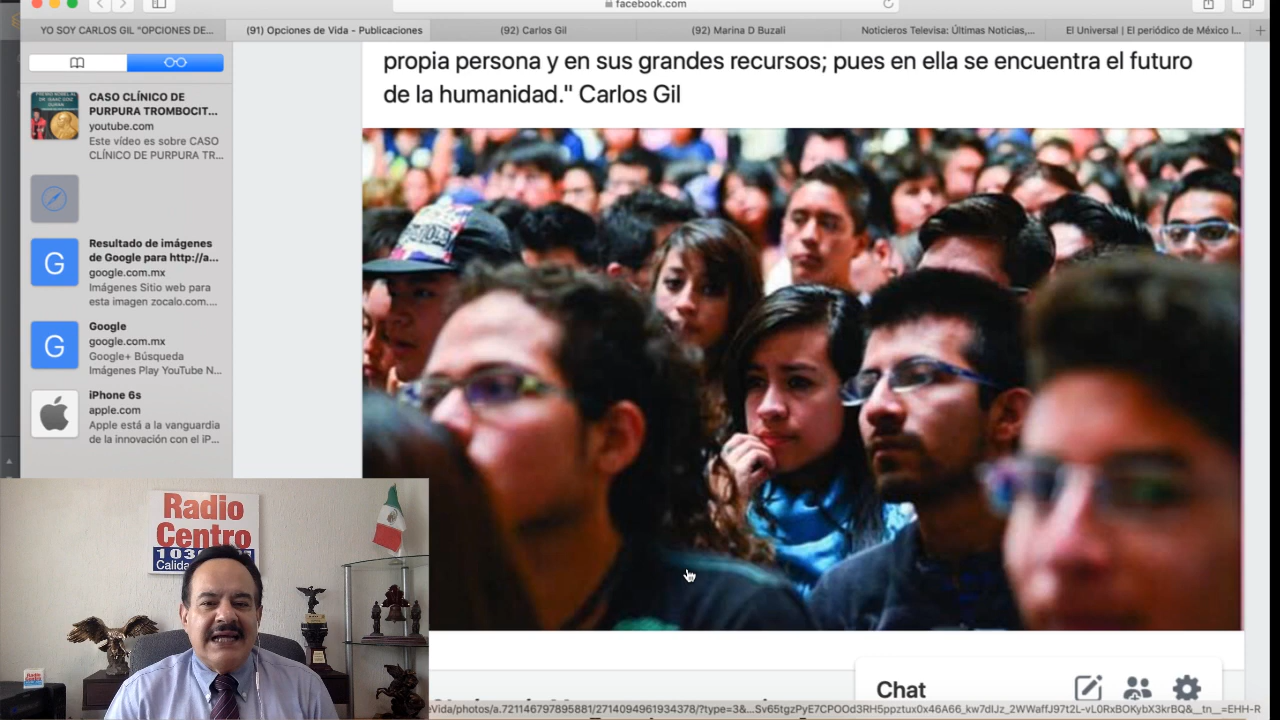 facebook.com
YO SOY CARLOS GIL "OPCIONES DE...
(91) Opciones de Vida - Publicaciones
(92) Carlos Gil
(92) Marina D Buzali
Noticieros Televisa: Últimas Noticias,...
El Universal | El periódico de México l...
propia persona y en sus grandes recursos; pues en ella se encuentra el futuro
de la humanidad." Carlos Gil
CASO CLÍNICO DE
PURPURA TROMBOCIT...
youtube.com
Este vídeo es sobre CASO
CLÍNICO DE PURPURA TR...
G
Resultado de imágenes
de Google para http://a...
google.com.mx
Imágenes Sitio web para
esta imagen zocalo.com....
G
Google
google.com.mx
Google+ Búsqueda
Imágenes Play YouTube N...
iPhone 6s
apple.com
Apple está a la vanguardia
de la innovación con el iP...
Radio
Centro
1030
Calida
Radio
Centro
Chat